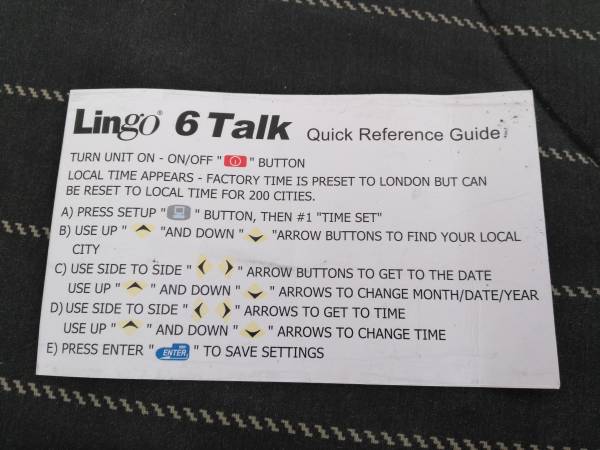 Lingo® 6 Talk Quick Reference Guide
TURN UNIT ON - ON/OFF " " BUTTON
LOCAL TIME APPEARS - FACTORY TIME IS PRESET TO LONDON BUT CAN
BE RESET TO LOCAL TIME FOR 200 CITIES.
A) PRESS SETUP " " BUTTON, THEN #1 "TIME SET"
B) USE UP " " AND DOWN " " ARROW BUTTONS TO FIND YOUR LOCAL
CITY
C) USE SIDE TO SIDE " " ARROW BUTTONS TO GET TO THE DATE
USE UP " " AND DOWN " " ARROWS TO CHANGE MONTH/DATE/YEAR
D) USE SIDE TO SIDE " " ARROWS TO GET TO TIME
USE UP " " AND DOWN " " ARROWS TO CHANGE TIME
E) PRESS ENTER " ENTER " TO SAVE SETTINGS